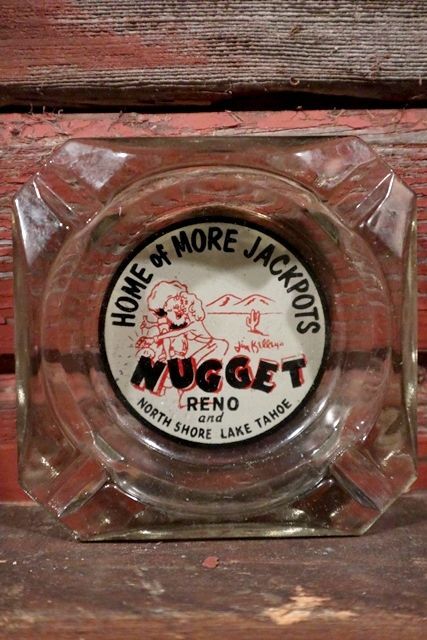 HOME of MORE JACKPOTS
NUGGET
RENO
and
NORTH SHORE LAKE TAHOE